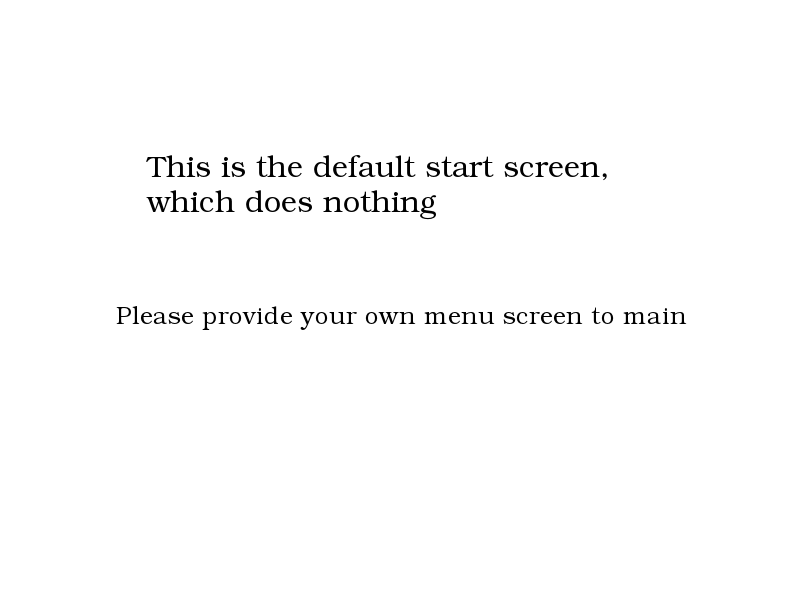 This is the default start screen,
which does nothing
Please provide your own menu screen to main